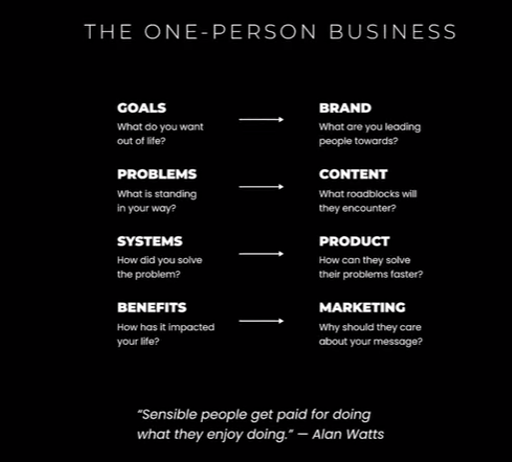 THE ONE-PERSON BUSINESS
GOALS
What do you want
out of life?
BRAND
What are you leading
people towards?
PROBLEMS
What is standing
in your way?
CONTENT
What roadblocks will
they encounter?
SYSTEMS
How did you solve
the problem?
PRODUCT
How can they solve
their problems faster?
BENEFITS
How has it impacted
your life?
MARKETING
Why should they care
about your message?
"Sensible people get paid for doing
what they enjoy doing." — Alan Watts